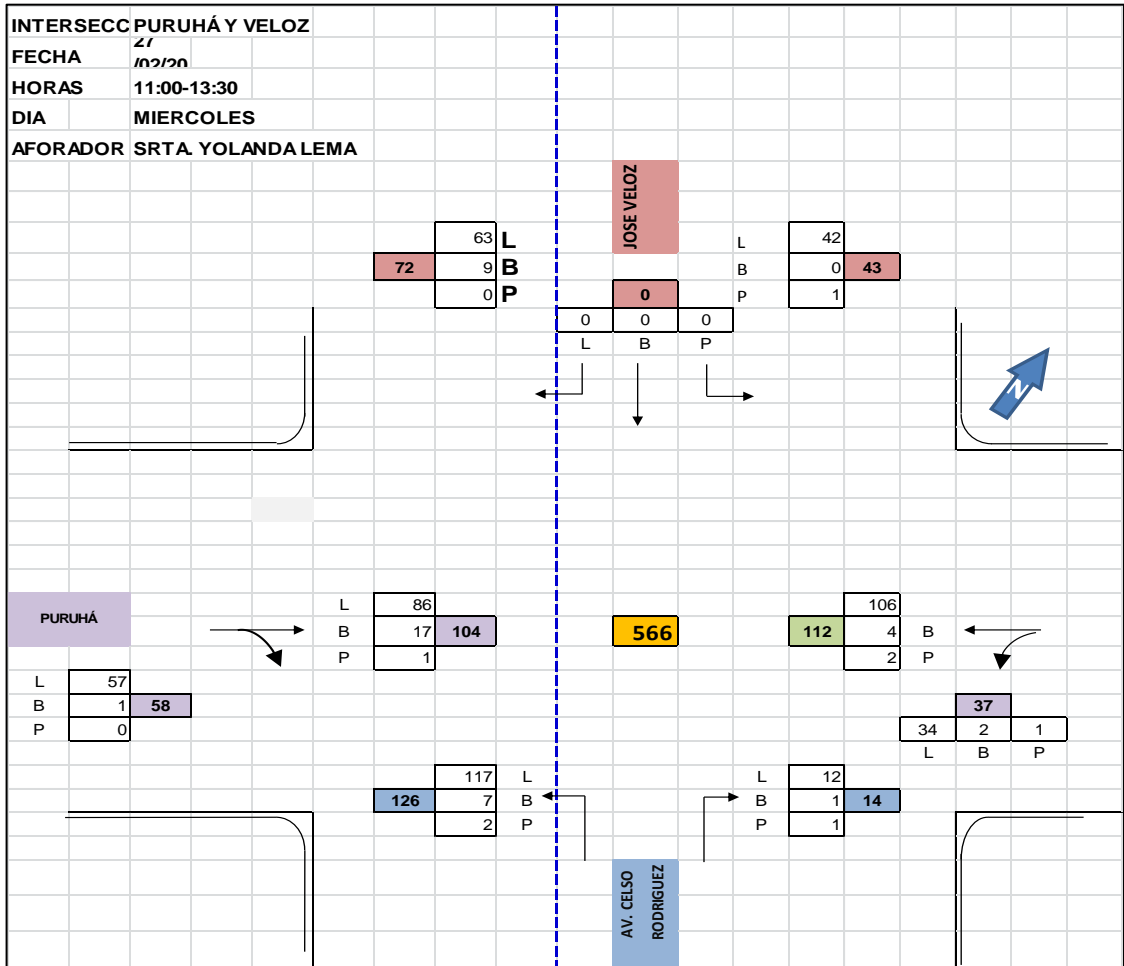 INTERSECC PURUHÁ Y VELOZ
FECHA 27 /02/20
HORAS 11:00-13:30
DIA MIERCOLES
AFORADOR SRTA. YOLANDA LEMA
JOSE VELOZ
63 L
72 9 B
0 P
L 42
B 0 43
P 1
0
0 0 0
L B P
N
PURUHÁ
L 86
B 17 104
P 1
566
106
112 4 B
2 P
L 57
B 1 58
P 0
37
34 2 1
L B P
117 L
126 7 B
2 P
L 12
B 1 14
P 1
AV. CELSO
RODRIGUEZ